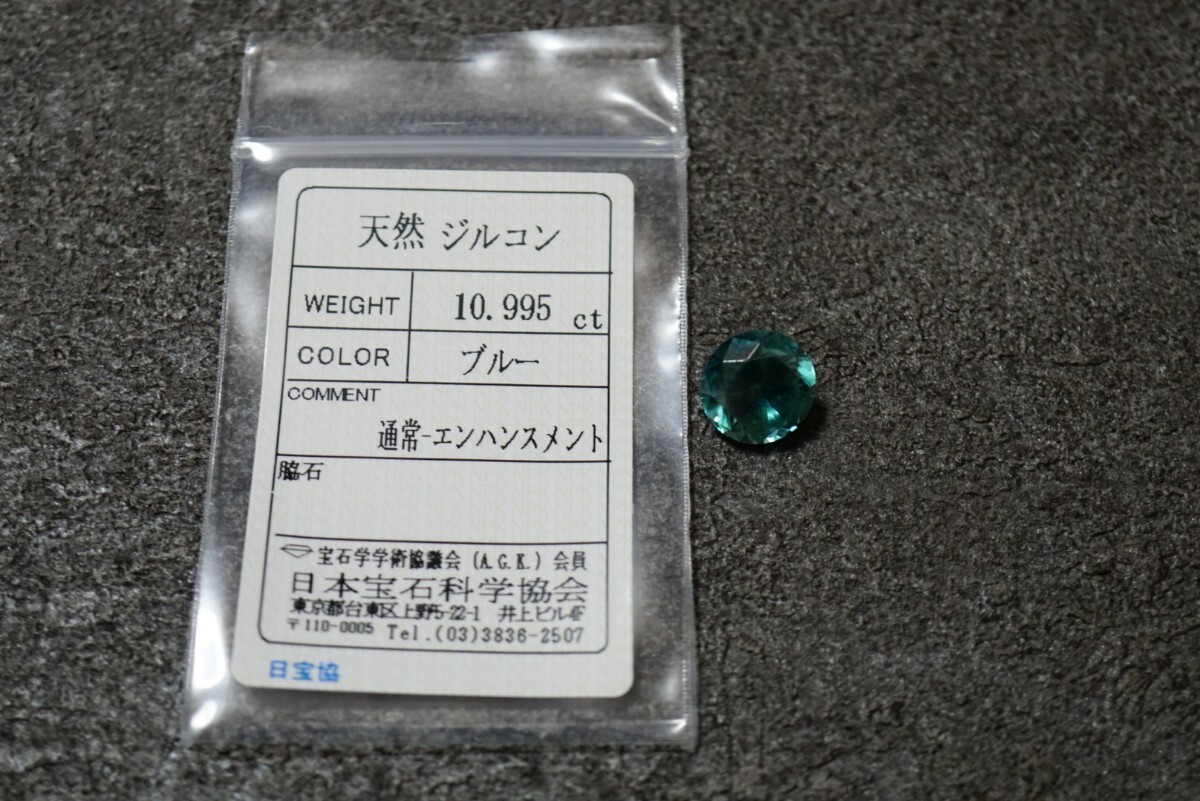 天然 ジルコン
WEIGHT 10.995 ct
COLOR ブルー
COMMENT
通常-エンハンスメント
脇石
宝石学学術協議会 (A.G.K.) 会員
日本宝石科学協会
東京都台東区上野5-22-1 井上ビル4F
〒110-0005 Tel.(03)3836-2507
日宝協